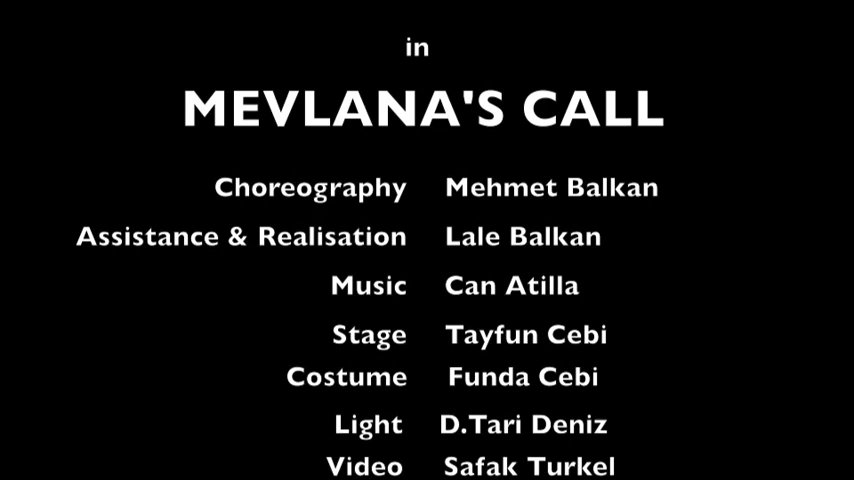 in
MEVLANA'S CALL
Choreography Mehmet Balkan
Assistance & Realisation Lale Balkan
Music Can Atilla
Stage Tayfun Cebi
Costume Funda Cebi
Light D.Tari Deniz
Video Safak Turkel